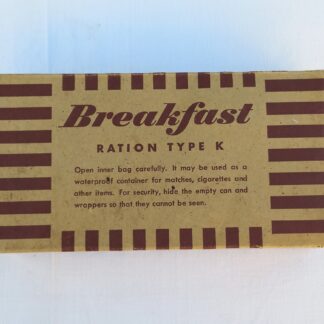 Breakfast
RATION TYPE K
Open inner bag carefully. It may be used as a
waterproof container for matches, cigarettes and
other items. For security, hide the empty can and
wrappers so that they cannot be seen.